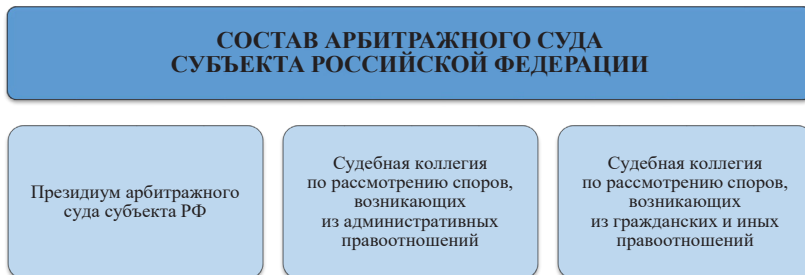 СОСТАВ АРБИТРАЖНОГО СУДА
СУБЪЕКТА РОССИЙСКОЙ ФЕДЕРАЦИИ
Президиум арбитражного
суда субъекта РФ
Судебная коллегия
по рассмотрению споров,
возникающих
из административных
правоотношений
Судебная коллегия
по рассмотрению споров,
возникающих
из гражданских и иных
правоотношений